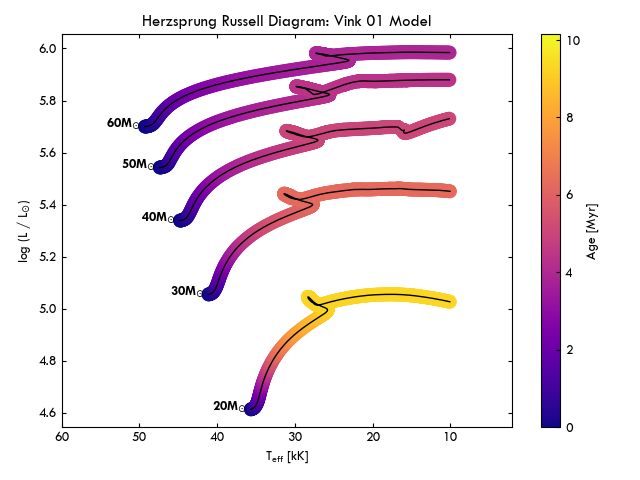 Herzsprung Russell Diagram: Vink 01 Model
6.0
5.8
5.6
5.4
5.2
5.0
4.8
4.6
log (L / L☉)
60M☉
50M☉
40M☉
30M☉
20M☉
60
50
40
30
20
10
T_eff [kK]
10
8
6
4
2
0
Age [Myr]